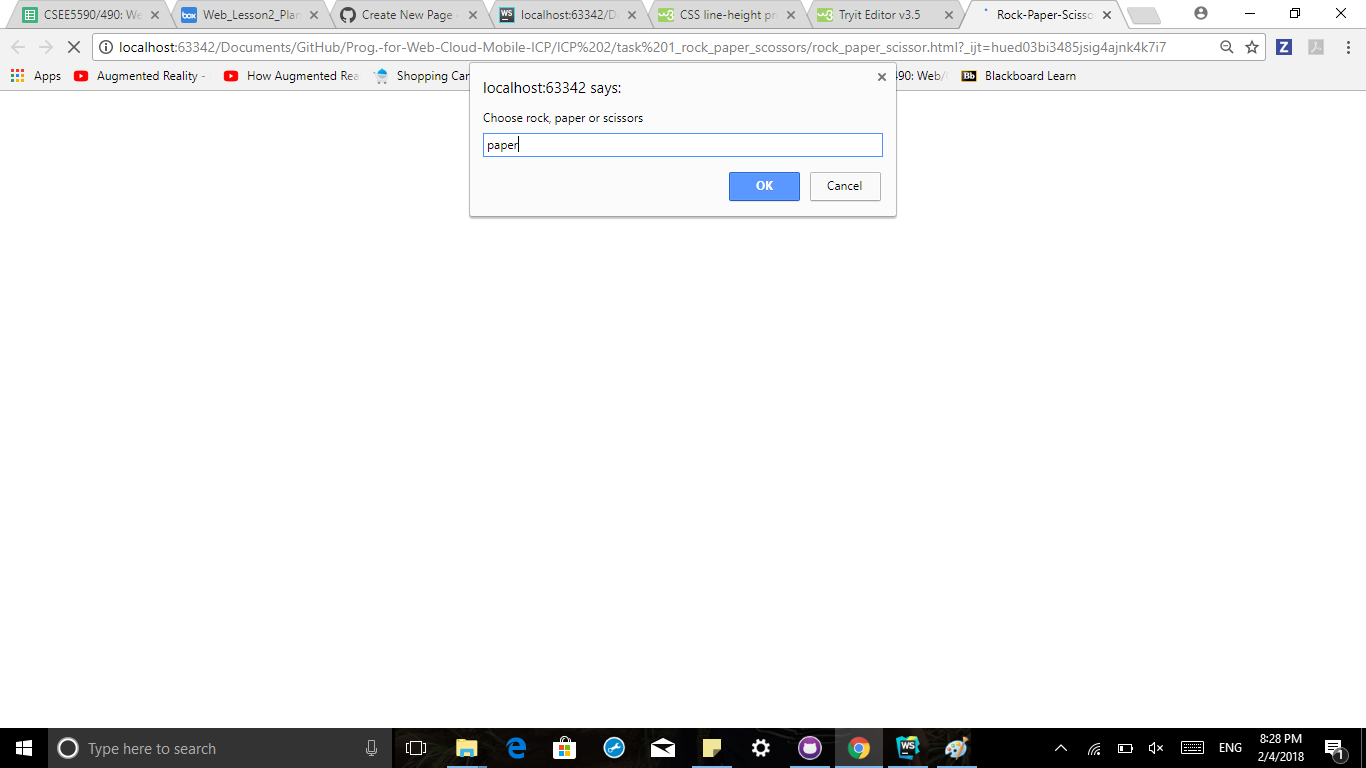 CSEE5590/490: We
Web_Lesson2_Plan
Create New Page ·
localhost:63342/D
CSS line-height pr
Tryit Editor v3.5
Rock-Paper-Scisso
localhost:63342/Documents/GitHub/Prog.-for-Web-Cloud-Mobile-ICP/ICP%202/task%201_rock_paper_scossors/rock_paper_scissor.html?_ijt=hued03bi3485jsig4ajnk4k7i7
Apps
Augmented Reality -
How Augmented Rea
Shopping Car
490: Web/
Blackboard Learn
localhost:63342 says:
Choose rock, paper or scissors
paper
OK
Cancel
Type here to search
ENG
8:28 PM
2/4/2018
1